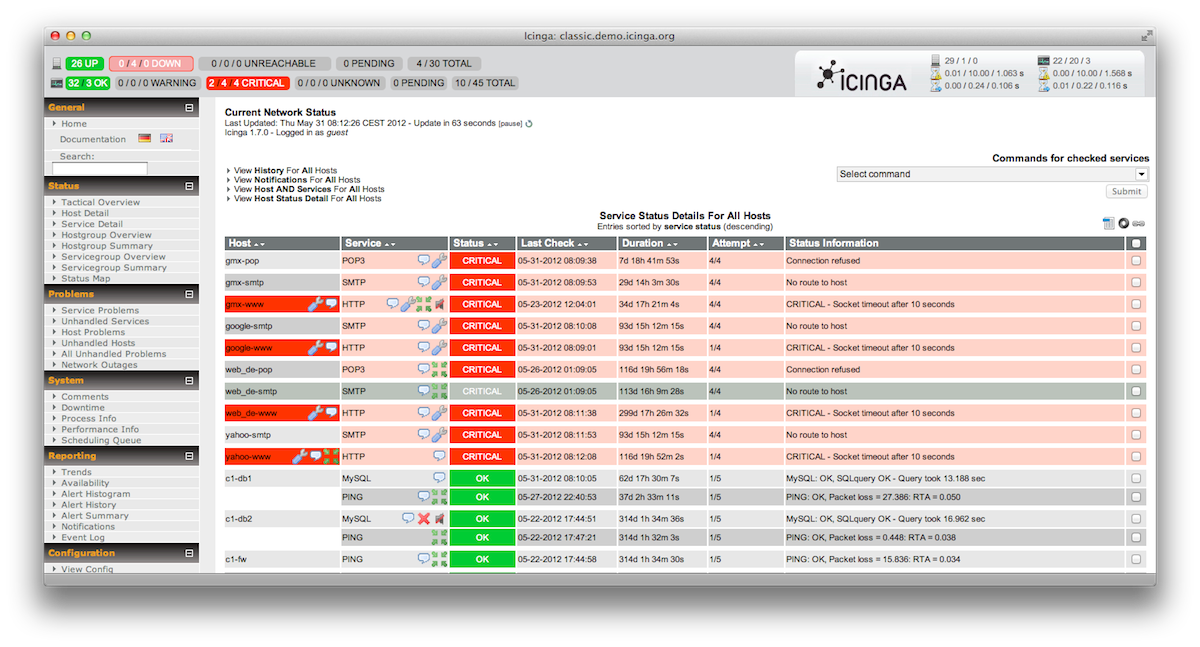 Icinga: classic.demo.icinga.org
26 UP 0 / 4 / 0 DOWN 0 / 0 / 0 UNREACHABLE 0 PENDING 4 / 30 TOTAL
32 / 3 OK 0 / 0 / 0 WARNING 2 / 4 / 4 CRITICAL 0 / 0 / 0 UNKNOWN 0 PENDING 10 / 45 TOTAL
ICINGA
29 / 1 / 0
0.01 / 10.00 / 1.063 s
0.00 / 0.24 / 0.106 s
22 / 20 / 3
0.00 / 10.00 / 1.568 s
0.01 / 0.22 / 0.116 s
General
Home
Documentation
Search:
Status
Tactical Overview
Host Detail
Service Detail
Hostgroup Overview
Hostgroup Summary
Servicegroup Overview
Servicegroup Summary
Status Map
Problems
Service Problems
Unhandled Services
Host Problems
Unhandled Hosts
All Unhandled Problems
Network Outages
System
Comments
Downtime
Process Info
Performance Info
Scheduling Queue
Reporting
Trends
Availability
Alert Histogram
Alert History
Alert Summary
Notifications
Event Log
Configuration
View Config
Current Network Status
Last Updated: Thu May 31 08:12:26 CEST 2012 - Update in 63 seconds [pause]
Icinga 1.7.0 - Logged in as guest
View History For All Hosts
View Notifications For All Hosts
View Host AND Services For All Hosts
View Host Status Detail For All Hosts
Commands for checked services
Select command
Submit
Service Status Details For All Hosts
Entries sorted by service status (descending)
Host Service Status Last Check Duration Attempt Status Information
gmx-pop POP3 CRITICAL 05-31-2012 08:09:38 7d 18h 41m 53s 4/4 Connection refused
gmx-smtp SMTP CRITICAL 05-31-2012 08:09:53 29d 14h 3m 30s 4/4 No route to host
gmx-www HTTP CRITICAL 05-23-2012 12:04:01 34d 17h 21m 4s 4/4 CRITICAL - Socket timeout after 10 seconds
google-smtp SMTP CRITICAL 05-31-2012 08:10:08 93d 15h 12m 15s 4/4 No route to host
google-www HTTP CRITICAL 05-31-2012 08:09:01 93d 15h 12m 15s 1/4 CRITICAL - Socket timeout after 10 seconds
web_de-pop POP3 CRITICAL 05-26-2012 01:09:05 116d 19h 56m 18s 4/4 Connection refused
web_de-smtp SMTP CRITICAL 05-26-2012 01:09:05 113d 16h 9m 28s 4/4 No route to host
web_de-www HTTP CRITICAL 05-31-2012 08:11:38 299d 17h 26m 32s 1/4 CRITICAL - Socket timeout after 10 seconds
yahoo-smtp SMTP CRITICAL 05-31-2012 08:11:53 93d 15h 12m 15s 4/4 No route to host
yahoo-www HTTP CRITICAL 05-31-2012 08:12:08 116d 19h 52m 2s 1/4 CRITICAL - Socket timeout after 10 seconds
c1-db1 MySQL OK 05-31-2012 08:10:05 62d 17h 30m 7s 1/5 MySQL: OK, SQLquery OK - Query took 13.188 sec
PING OK 05-27-2012 22:40:53 37d 2h 33m 11s 1/5 PING: OK, Packet loss = 27.386: RTA = 0.050
c1-db2 MySQL OK 05-22-2012 17:44:51 314d 1h 34m 36s 1/5 MySQL: OK, SQLquery OK - Query took 16.962 sec
PING OK 05-22-2012 17:47:21 314d 1h 32m 3s 1/5 PING: OK, Packet loss = 0.448: RTA = 0.038
c1-fw PING OK 05-22-2012 17:44:58 314d 1h 34m 30s 1/5 PING: OK, Packet loss = 15.836: RTA = 0.034